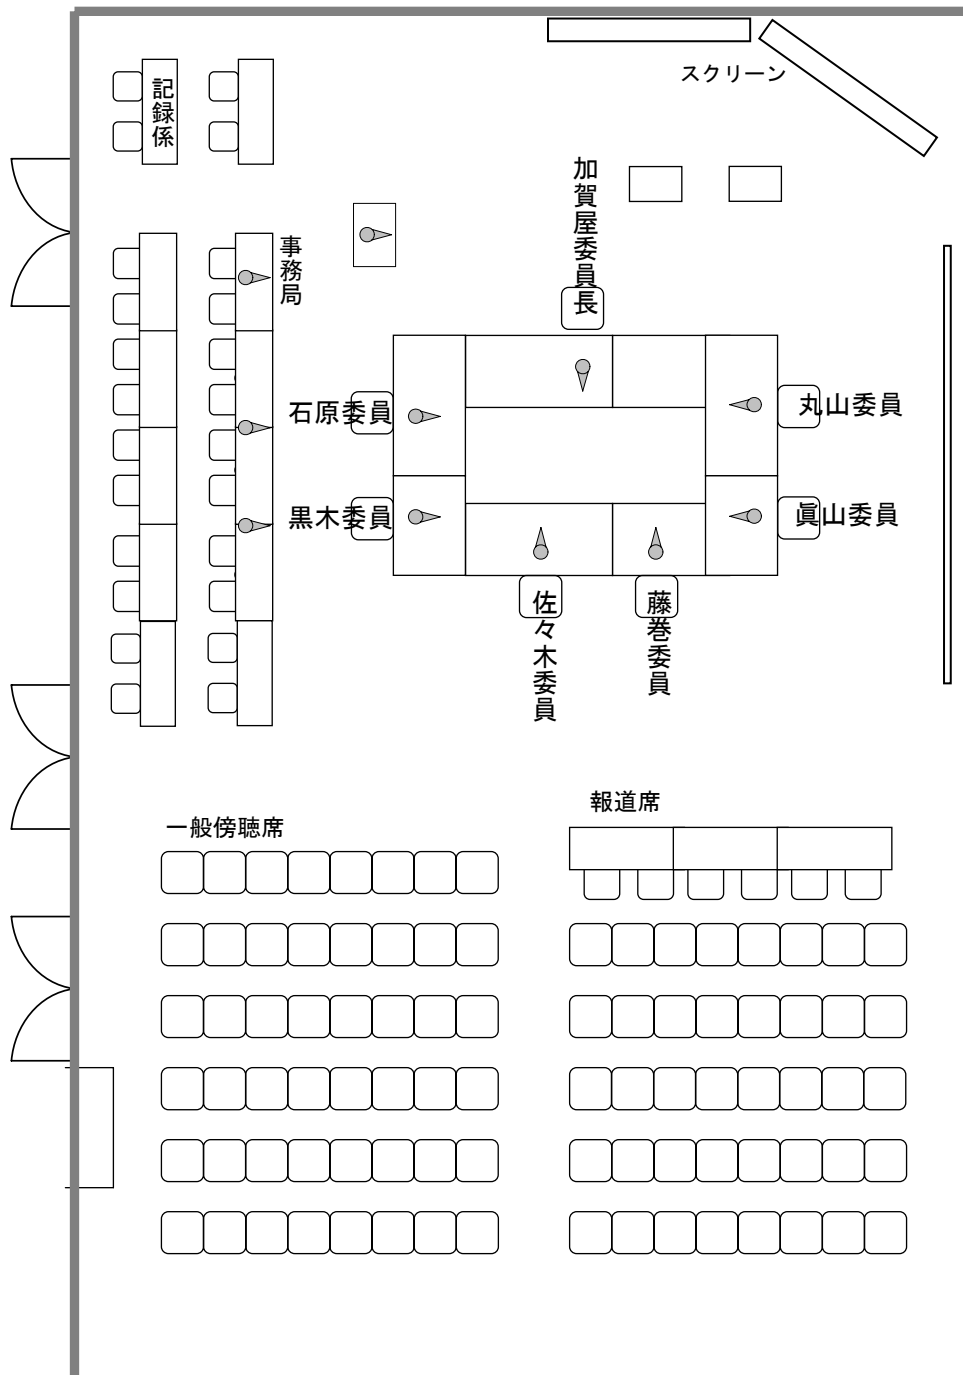 スクリーン
記録係
加賀屋委員長
事務局
石原委員
丸山委員
黒木委員
眞山委員
佐々木委員
藤巻委員
報道席
一般傍聴席